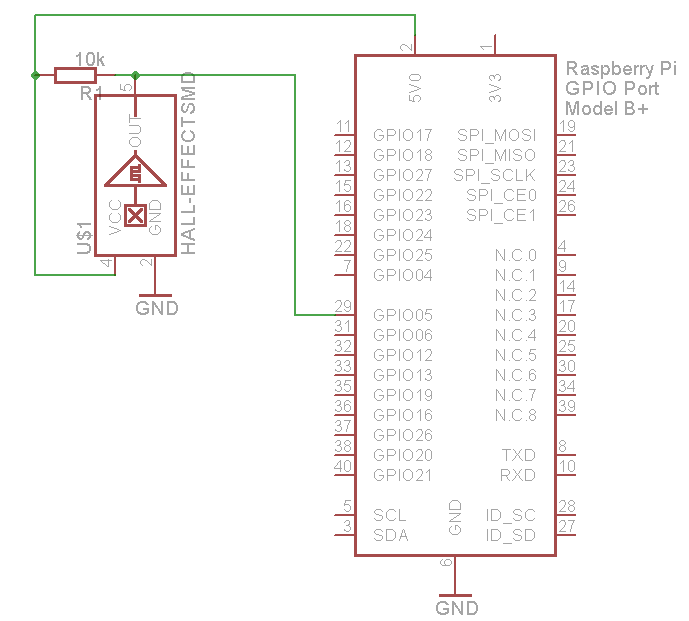 10k
R1
5
OUT
VCC
GND
4
2
U$1
HALL-EFFECTSMD
GND
2
5V0
1
3V3
Raspberry Pi
GPIO Port
Model B+
11 GPIO17 SPI_MOSI 19
12 GPIO18 SPI_MISO 21
13 GPIO27 SPI_SCLK 23
15 GPIO22 SPI_CE0 24
16 GPIO23 SPI_CE1 26
18 GPIO24
22 GPIO25 N.C.0 4
7 GPIO04 N.C.1 9
N.C.2 14
29 GPIO05 N.C.3 17
31 GPIO06 N.C.4 20
32 GPIO12 N.C.5 25
33 GPIO13 N.C.6 30
35 GPIO19 N.C.7 34
36 GPIO16 N.C.8 39
37 GPIO26
38 GPIO20 TXD 8
40 GPIO21 RXD 10
5 SCL ID_SC 28
3 SDA ID_SD 27
GND
6
GND